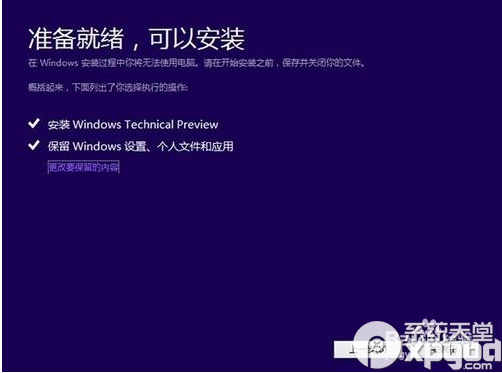 准备就绪，可以安装
在 Windows 安装过程中你将无法使用电脑。请在开始安装之前，保存并关闭你的文件。
概括起来，下面列出了你选择执行的操作:
安装 Windows Technical Preview
保留 Windows 设置、个人文件和应用
更改要保留的内容
系统天堂
xpgod
.com